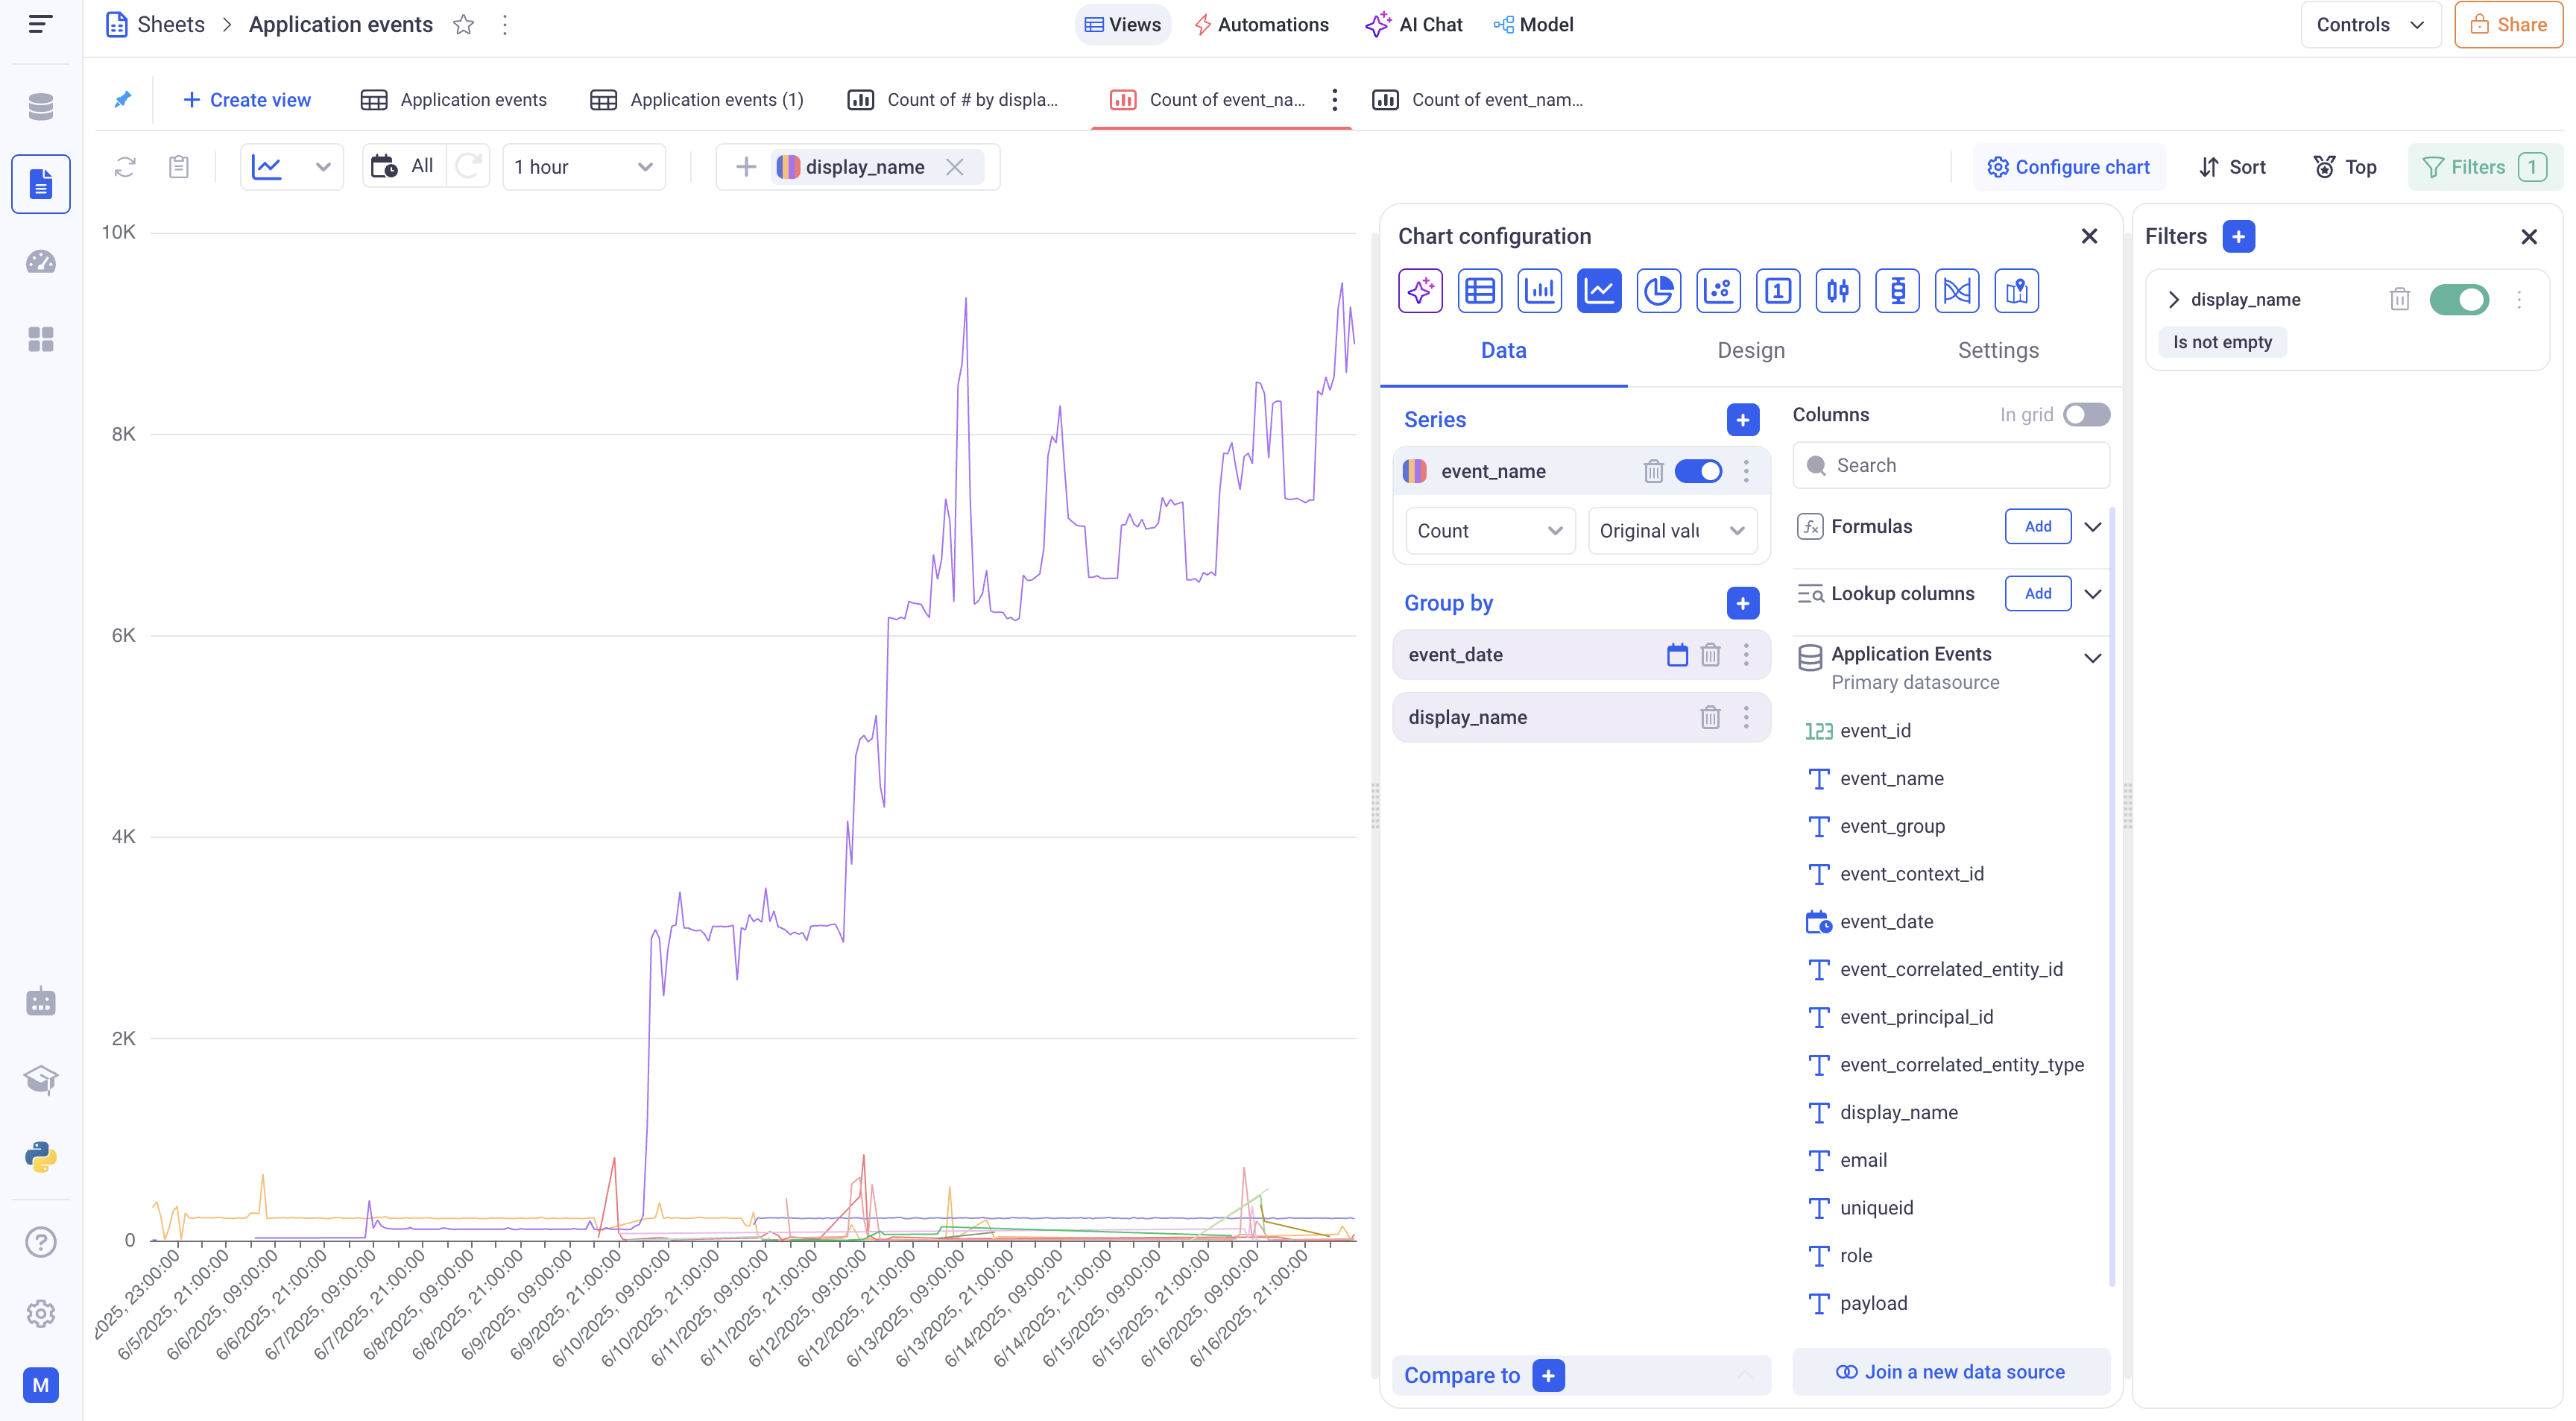 Sheets > Application events
Views
Automations
AI Chat
Model
Controls
Share
+ Create view
Application events
Application events (1)
Count of # by displa...
Count of event_na...
Count of event_nam...
All
1 hour
display_name
Configure chart
Sort
Top
Filters 1
10K
8K
6K
4K
2K
0
2025, 23:00:00
6/5/2025, 21:00:00
6/6/2025, 09:00:00
6/6/2025, 21:00:00
6/7/2025, 09:00:00
6/7/2025, 21:00:00
6/8/2025, 09:00:00
6/8/2025, 21:00:00
6/9/2025, 09:00:00
6/9/2025, 21:00:00
6/10/2025, 09:00:00
6/10/2025, 21:00:00
6/11/2025, 09:00:00
6/11/2025, 21:00:00
6/12/2025, 09:00:00
6/12/2025, 21:00:00
6/13/2025, 09:00:00
6/13/2025, 21:00:00
6/14/2025, 09:00:00
6/14/2025, 21:00:00
6/15/2025, 09:00:00
6/15/2025, 21:00:00
6/16/2025, 09:00:00
6/16/2025, 21:00:00
Chart configuration
1
Data
Design
Settings
Series
event_name
Count
Original valu
Group by
event_date
display_name
Compare to
Columns
In grid
Search
fx Formulas
Add
Lookup columns
Add
Application Events
Primary datasource
123 event_id
T event_name
T event_group
T event_context_id
event_date
T event_correlated_entity_id
T event_principal_id
T event_correlated_entity_type
T display_name
T email
T uniqueid
T role
T payload
Join a new data source
Filters
display_name
Is not empty
?
M